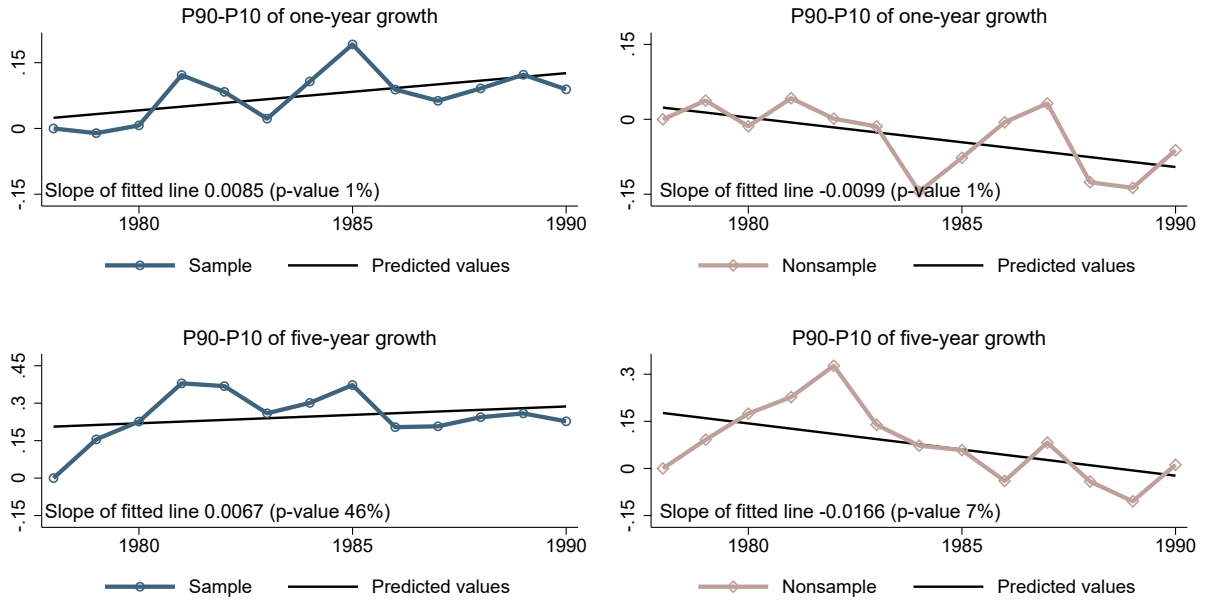 P90-P10 of one-year growth
.15
0
-.15
Slope of fitted line 0.0085 (p-value 1%)
1980 1985 1990
Sample Predicted values
P90-P10 of one-year growth
.15
0
-.15
Slope of fitted line -0.0099 (p-value 1%)
1980 1985 1990
Nonsample Predicted values
P90-P10 of five-year growth
.45
.3
.15
0
-.15
Slope of fitted line 0.0067 (p-value 46%)
1980 1985 1990
Sample Predicted values
P90-P10 of five-year growth
.3
.15
0
-.15
Slope of fitted line -0.0166 (p-value 7%)
1980 1985 1990
Nonsample Predicted values